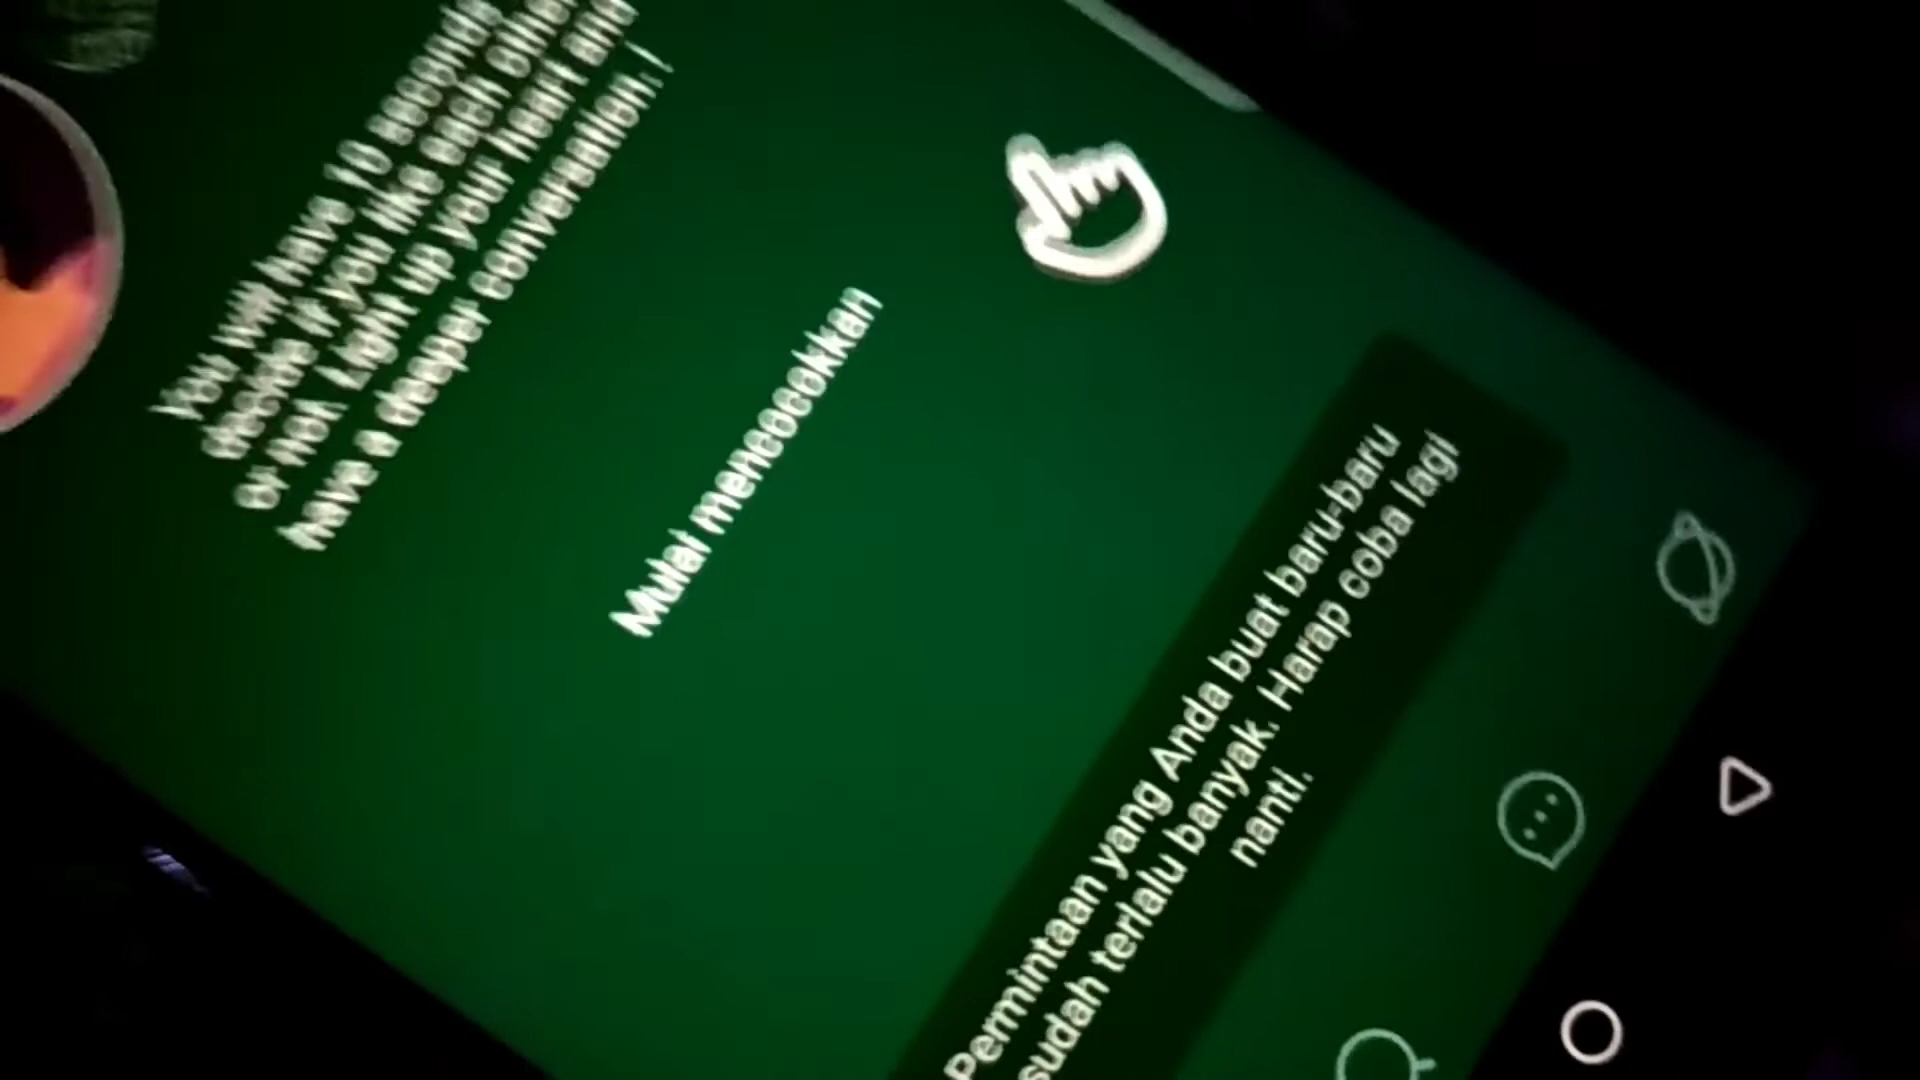 You will have 10 seconds
decide if you like each other
or not. Light up your heart and
have a deeper conversation. /
Mulai mencocokkan
Permintaan yang Anda buat baru-baru
sudah terlalu banyak. Harap coba lagi
nanti.